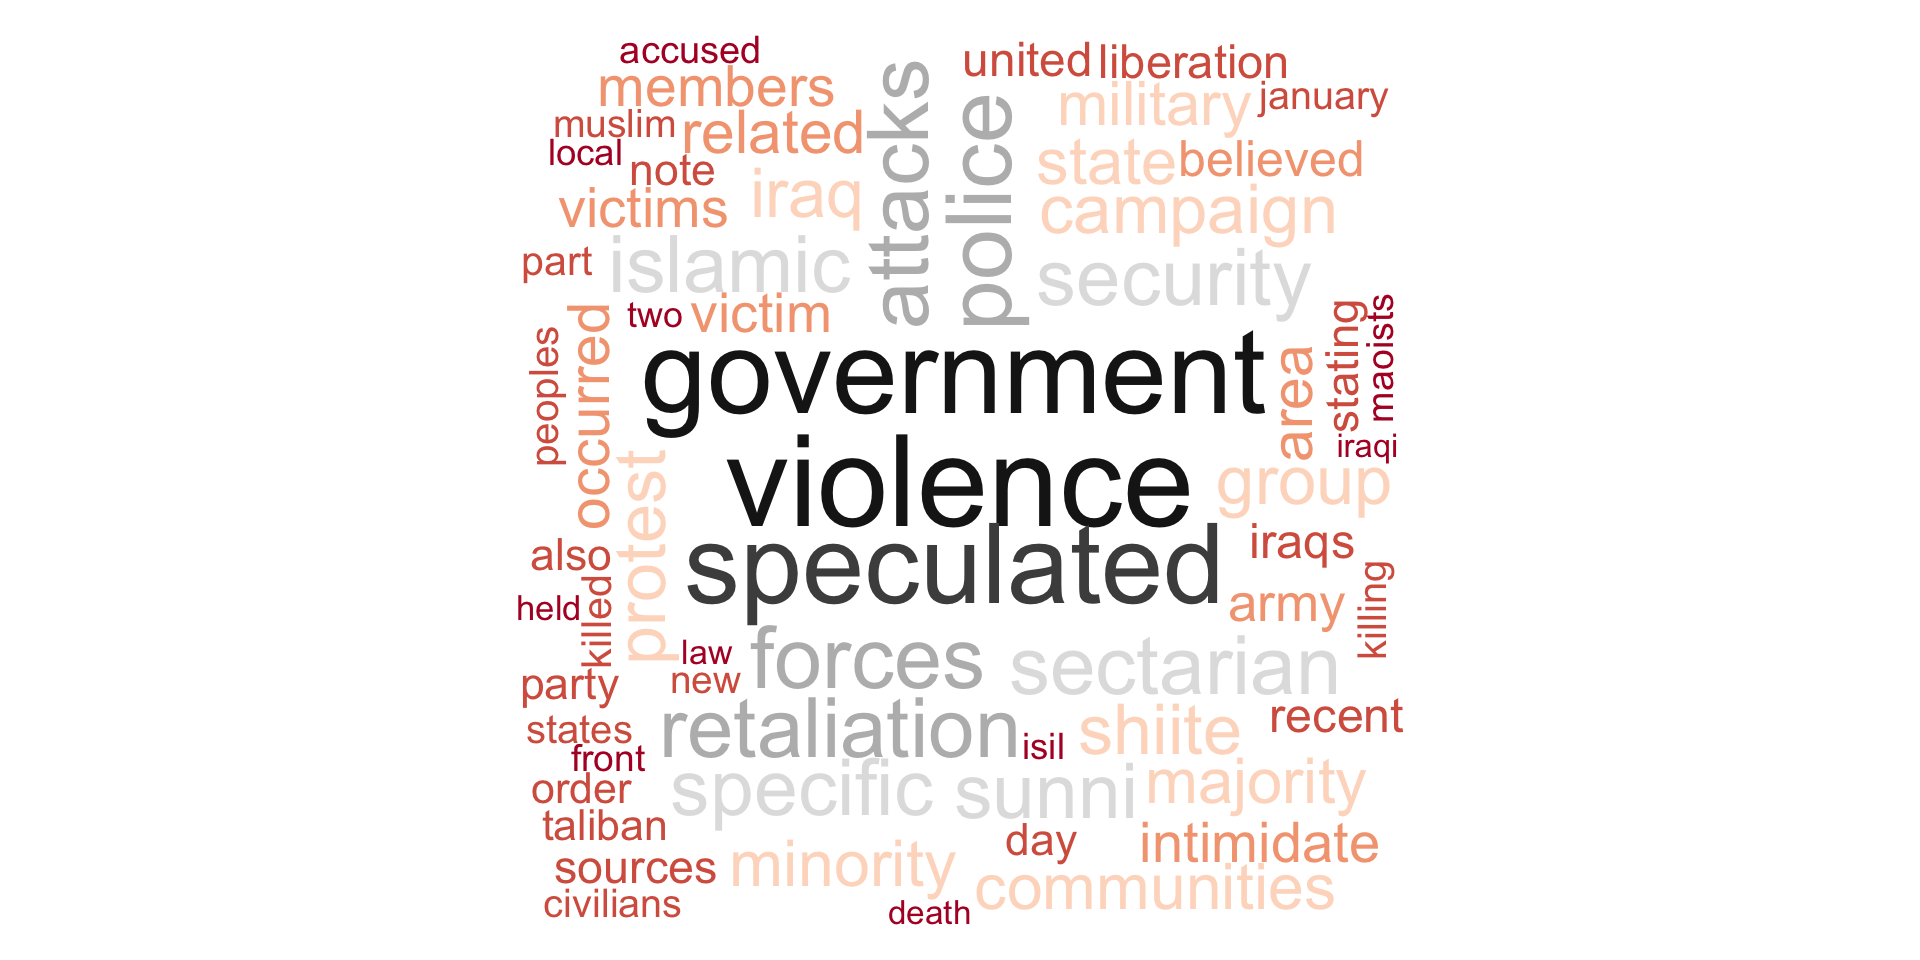 accused
members
muslim
related
local
note
victims
iraq
part
islamic
two
victim
attacks
police
united
liberation
military
january
state
believed
campaign
security
government
violence
speculated
peoples
occurred
protest
also
held
killed
area
stating
maoists
iraqi
group
iraqs
army
killing
law
new
forces
sectarian
party
states
front
retaliation
isil
shiite
recent
order
specific
sunni
majority
taliban
day
intimidate
sources
minority
communities
civilians
death